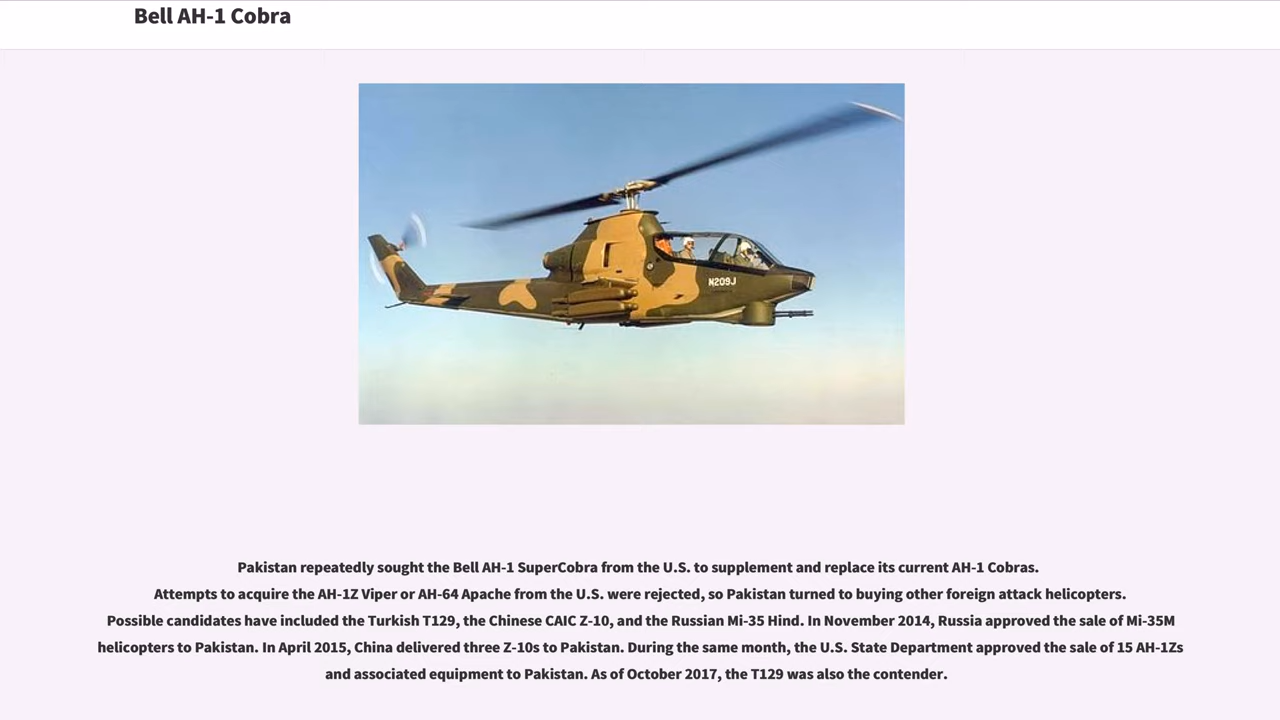 Bell AH-1 Cobra
N209J
Pakistan repeatedly sought the Bell AH-1 SuperCobra from the U.S. to supplement and replace its current AH-1 Cobras.
Attempts to acquire the AH-1Z Viper or AH-64 Apache from the U.S. were rejected, so Pakistan turned to buying other foreign attack helicopters.
Possible candidates have included the Turkish T129, the Chinese CAIC Z-10, and the Russian Mi-35 Hind. In November 2014, Russia approved the sale of Mi-35M
helicopters to Pakistan. In April 2015, China delivered three Z-10s to Pakistan. During the same month, the U.S. State Department approved the sale of 15 AH-1Zs
and associated equipment to Pakistan. As of October 2017, the T129 was also the contender.